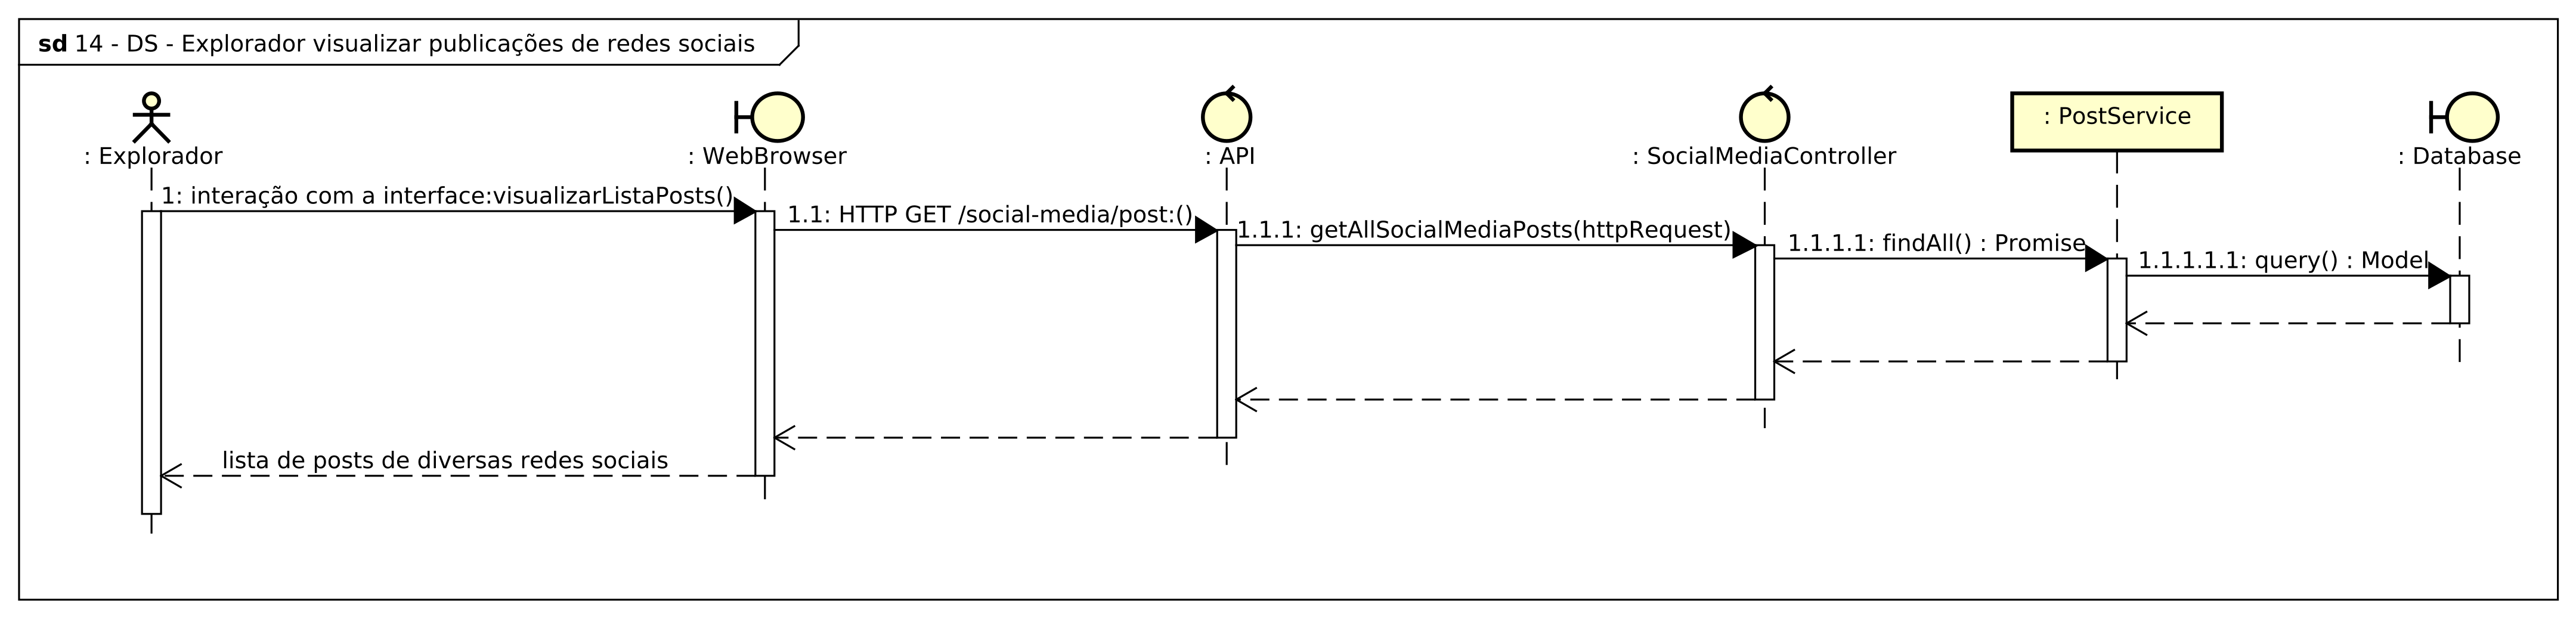 sd 14 - DS - Explorador visualizar publicações de redes sociais
: Explorador
: WebBrowser
: API
: SocialMediaController
: PostService
: Database
1: interação com a interface:visualizarListaPosts()
1.1: HTTP GET /social-media/post:()
1.1.1: getAllSocialMediaPosts(httpRequest)
1.1.1.1: findAll() : Promise
1.1.1.1.1: query() : Model
lista de posts de diversas redes sociais